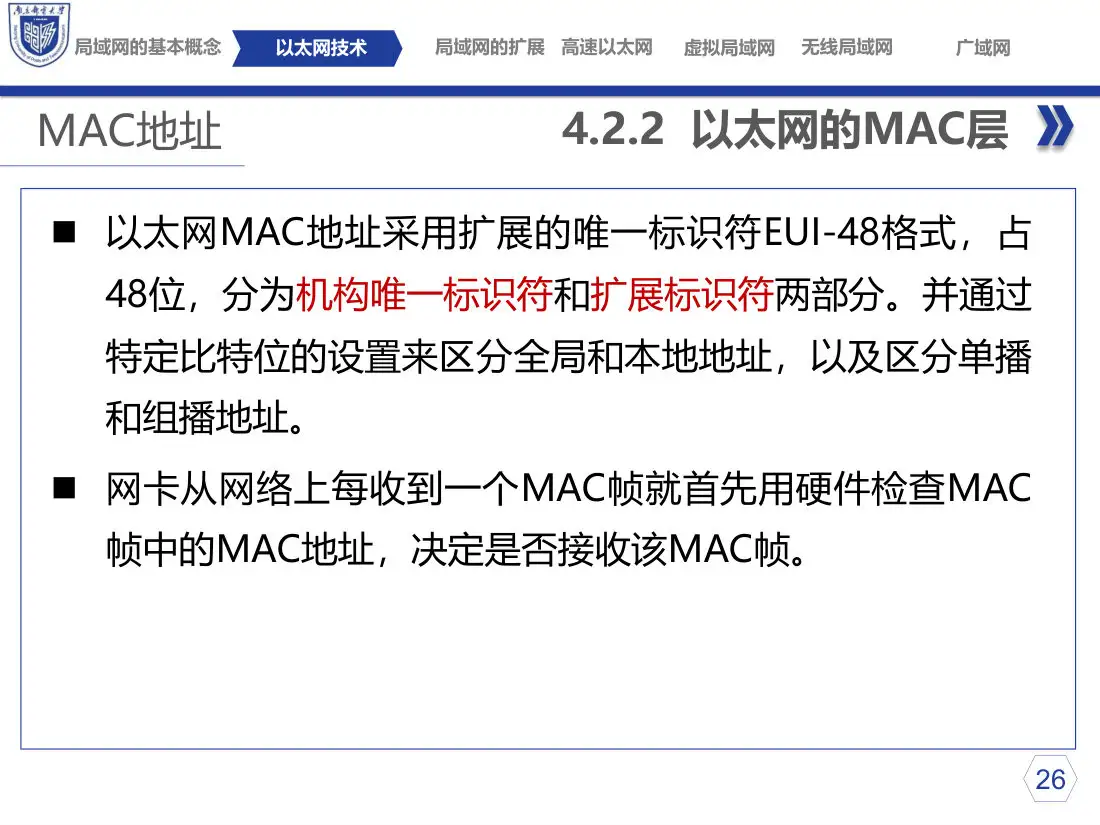 南京邮电大学
局域网的基本概念 以太网技术 局域网的扩展 高速以太网 虚拟局域网 无线局域网 广域网
MAC地址
4.2.2 以太网的MAC层
■ 以太网MAC地址采用扩展的唯一标识符EUI-48格式，占
48位，分为机构唯一标识符和扩展标识符两部分。并通过
特定比特位的设置来区分全局和本地地址，以及区分单播
和组播地址。
■ 网卡从网络上每收到一个MAC帧就首先用硬件检查MAC
帧中的MAC地址，决定是否接收该MAC帧。
26